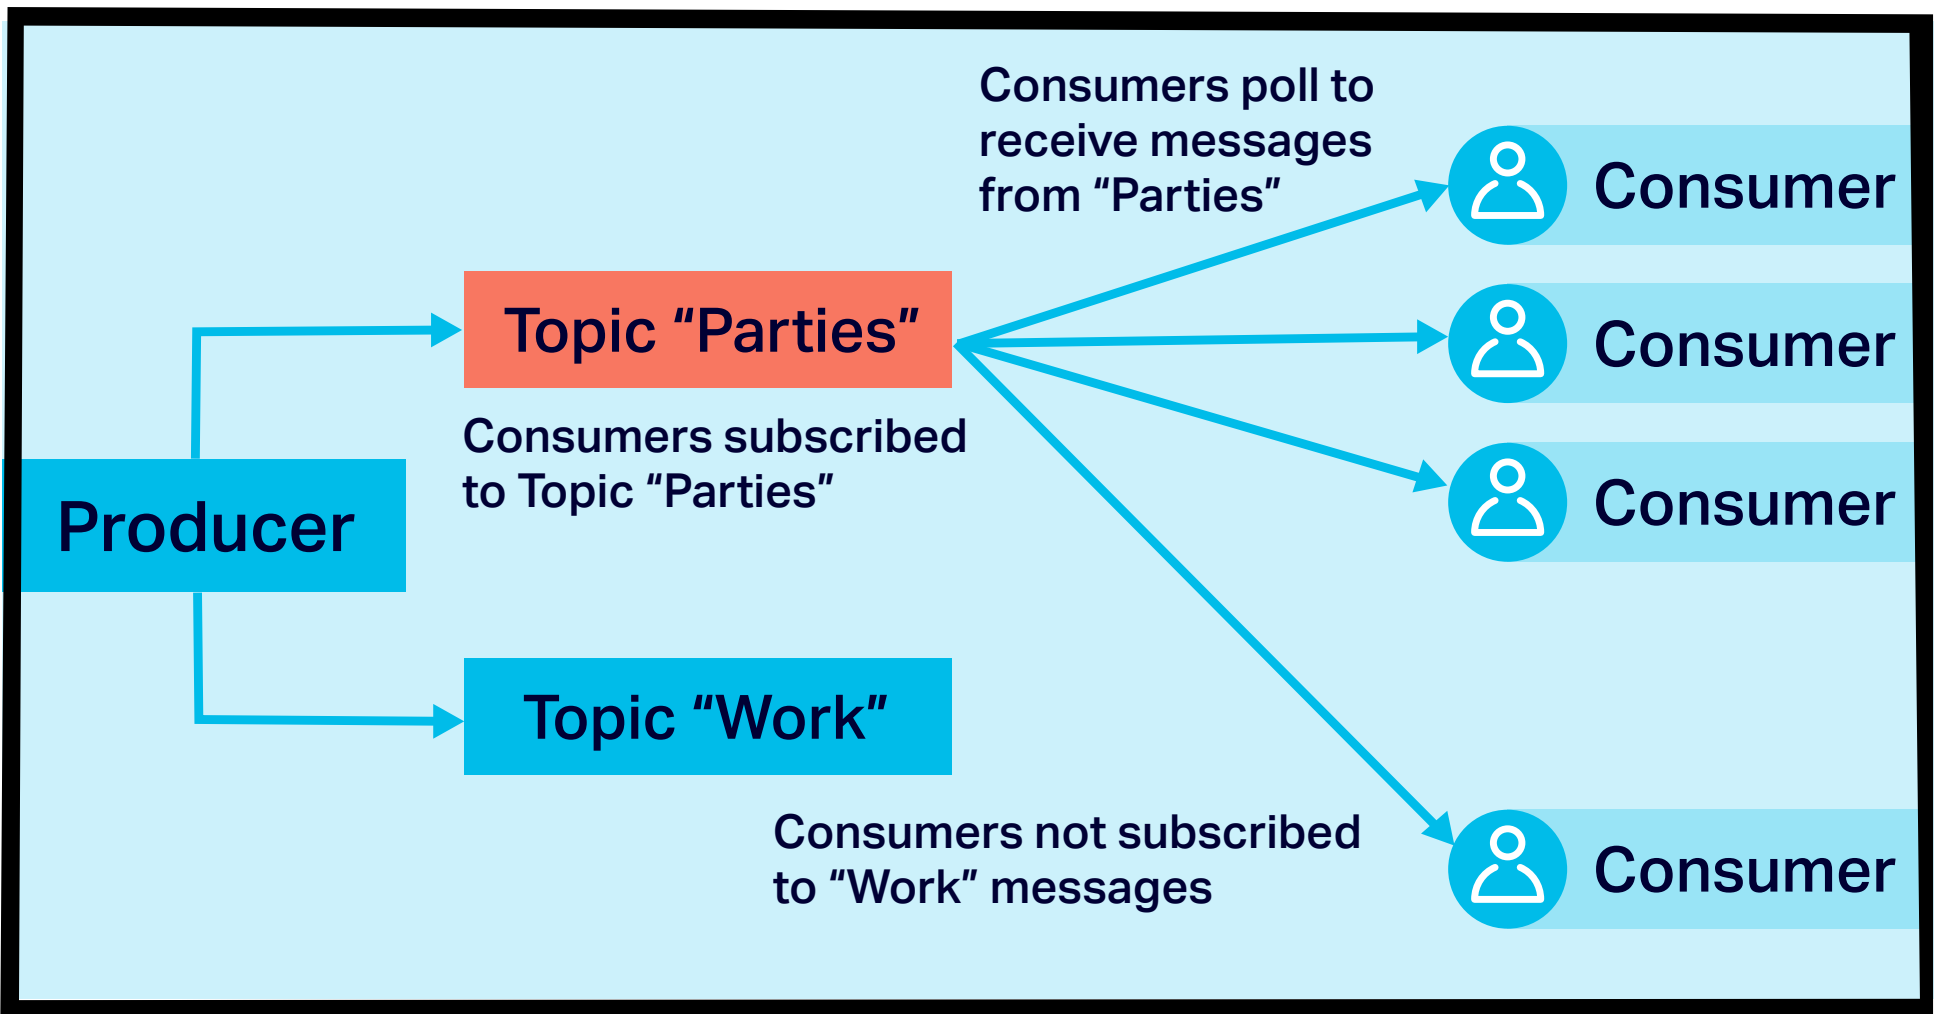 Consumers poll to
receive messages
from “Parties”
Consumer
Topic “Parties”
Consumer
Consumers subscribed
to Topic “Parties”
Consumer
Producer
Topic “Work”
Consumers not subscribed
to “Work” messages
Consumer